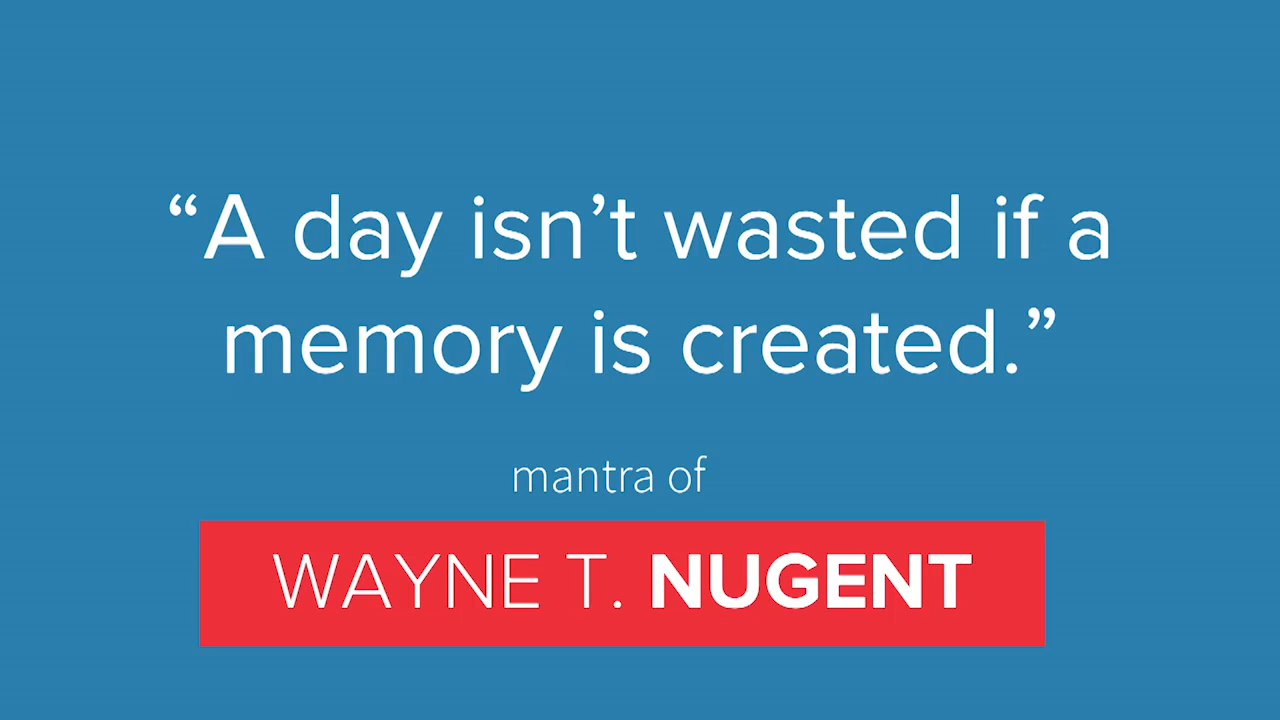 “A day isn’t wasted if a
memory is created.”
mantra of
WAYNE T. NUGENT